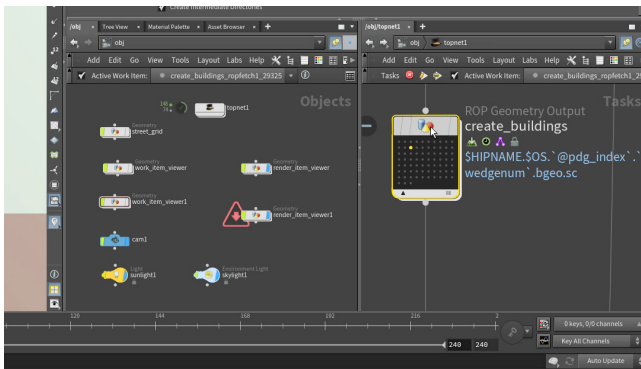 Create Intermediate Directories
/obj Tree View Material Palette Asset Browser +
/obj/topnet1 +
obj
obj topnet1
Add Edit Go View Tools Layout Labs Help
Add Edit Go View Tools Layout Labs Help
Active Work Item: create_buildings_ropfetch1_29325
Tasks Active Work Item: create_buildings_ropfetch1_29
Objects
Tasks
topnet1
Geometry
street_grid
Geometry
work_item_viewer
Geometry
render_item_viewer
Geometry
work_item_viewer1
Geometry
render_item_viewer1
cam1
Light
sunlight1
Environment Light
skylight1
ROP Geometry Output
create_buildings
$HIPNAME.$OS.`@pdg_index`.`
wedgenum`.bgeo.sc
120 144 168 192 216 2
0 keys, 0/0 channels
240 240
Key All Channels
Auto Update